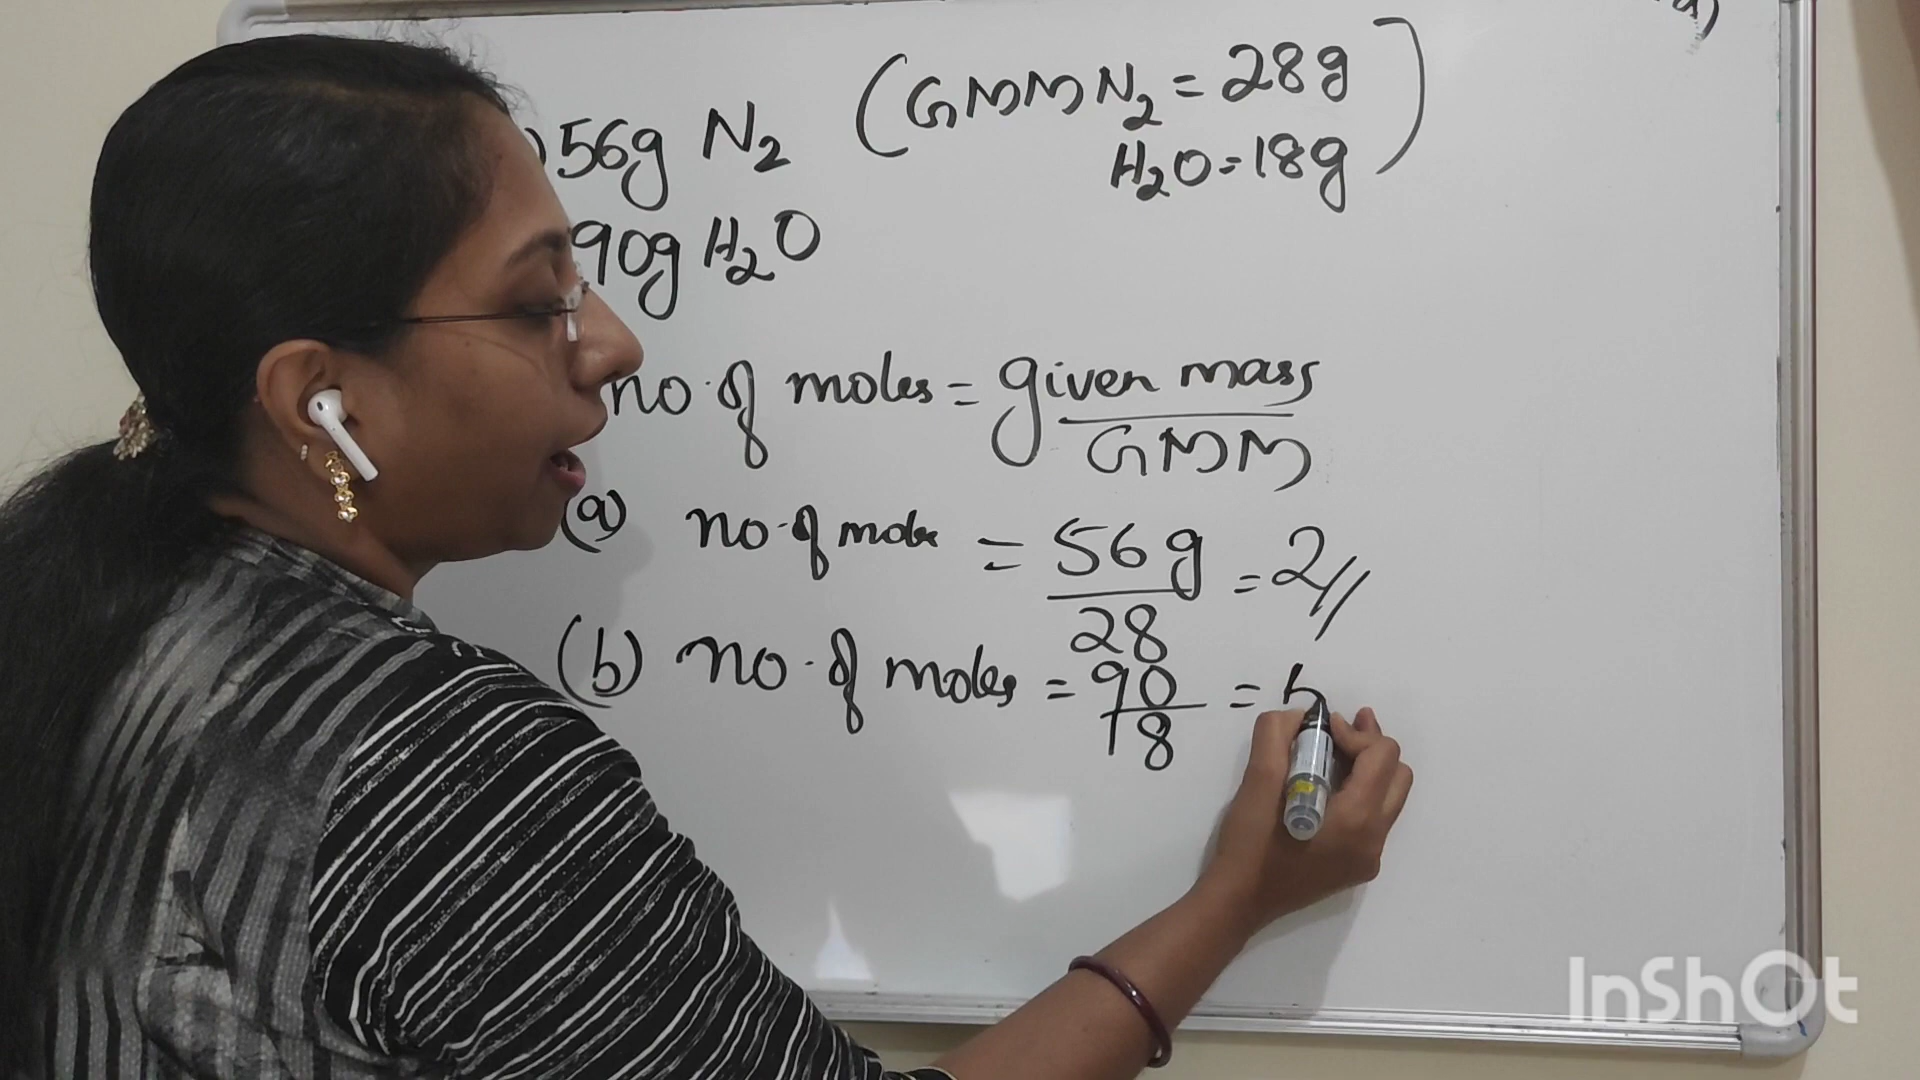 (GMM N₂ = 28g
H₂O = 18g)
)56g N₂
90g H₂O
no. of moles = given mass
GMM
(a) no. of moles = 56g = 2//
28
(b) no. of moles = 90 = 5
18
InShOt